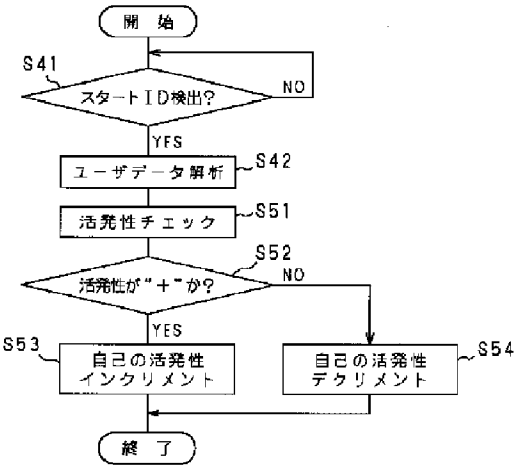 開始
S41
スタートID検出?
NO
YES
ユーザデータ解析
S42
活発性チェック
S51
S52
活発性が"+"か?
NO
YES
S53
自己の活発性
インクリメント
自己の活発性
デクリメント
S54
終了